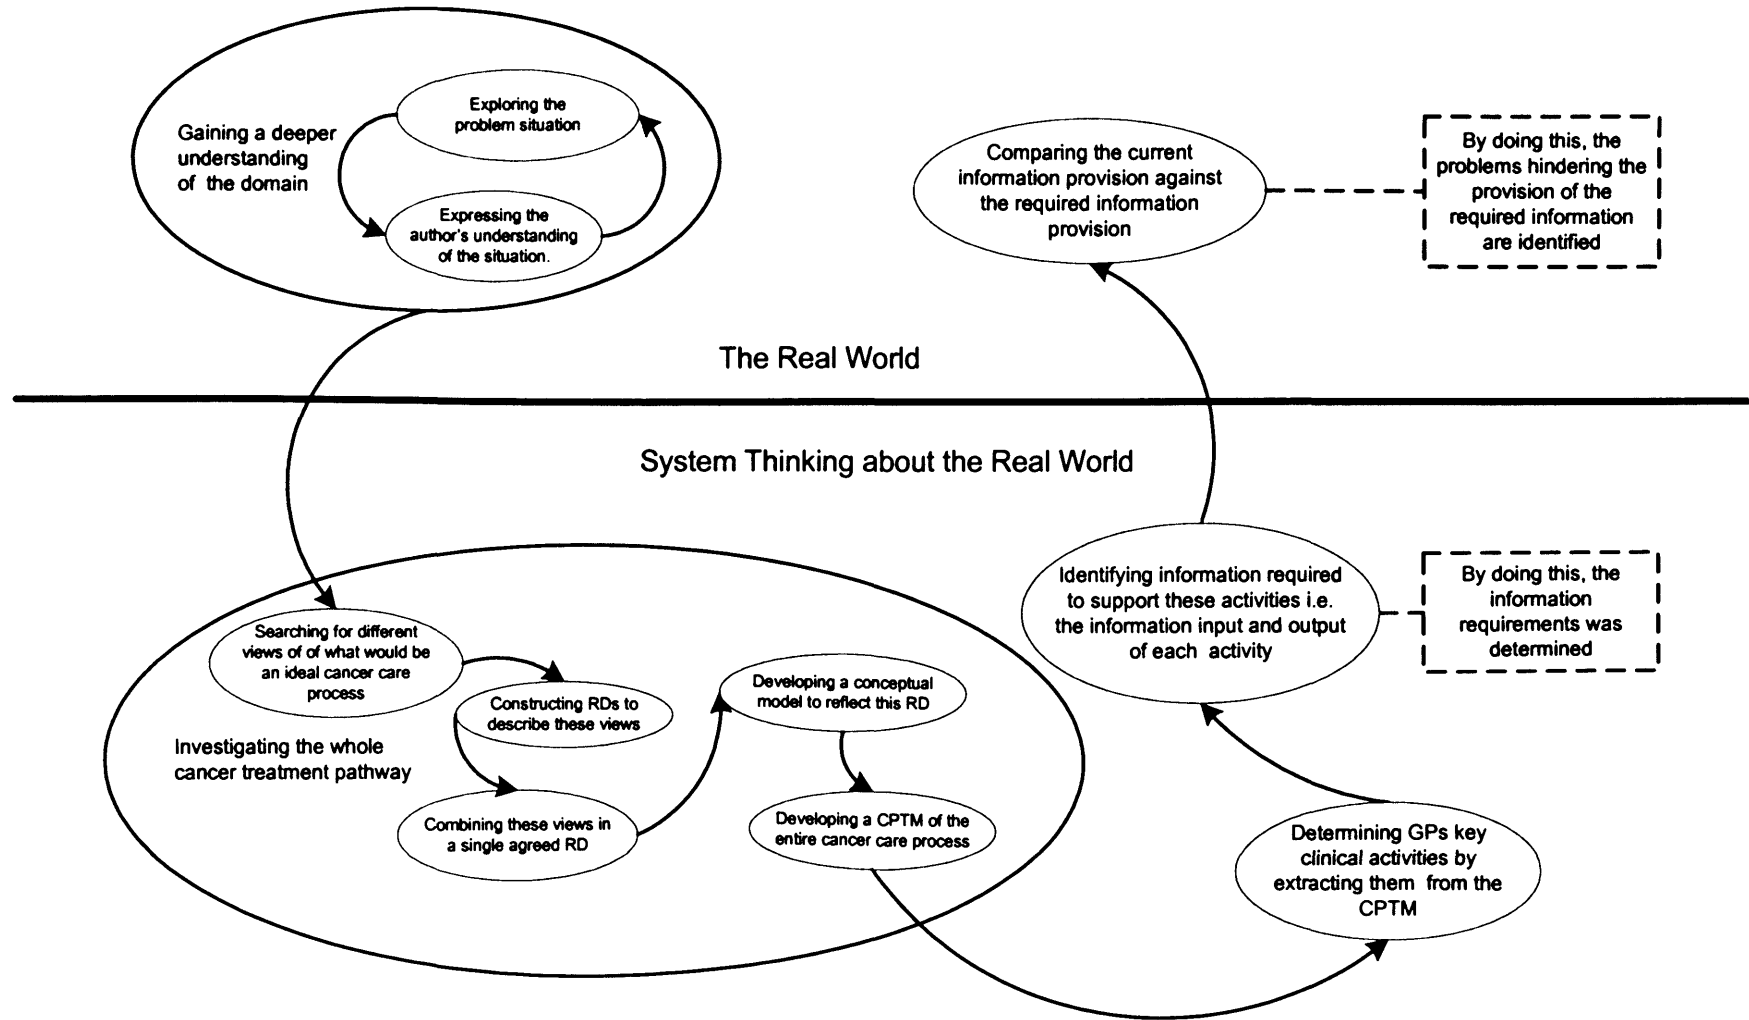 Exploring the
problem situation
Gaining a deeper
understanding
of the domain
Expressing the
author's understanding
of the situation.
Comparing the current
information provision against
the required information
provision
By doing this, the
problems hindering the
provision of the
required information
are identified
The Real World
System Thinking about the Real World
Searching for different
views of of what would be
an ideal cancer care
process
Constructing RDs to
describe these views
Investigating the whole
cancer treatment pathway
Combining these views in
a single agreed RD
Developing a conceptual
model to reflect this RD
Developing a CPTM of the
entire cancer care process
Identifying information required
to support these activities i.e.
the information input and output
of each activity
By doing this, the
information
requirements was
determined
Determining GPs key
clinical activities by
extracting them from the
CPTM